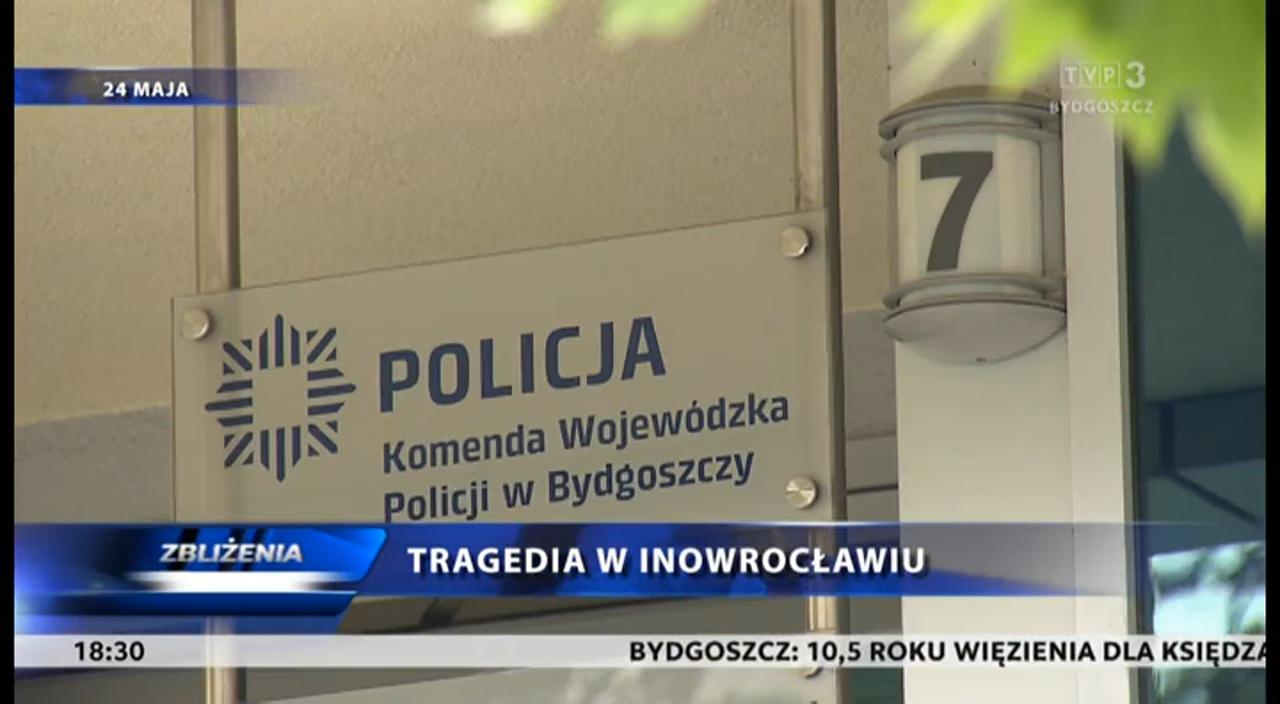 24 MAJA
TVP3
BYDGOSZCZ
7
POLICJA
Komenda Wojewódzka
Policji w Bydgoszczy
ZBLIŻENIA
TRAGEDIA W INOWROCŁAWIU
18:30
BYDGOSZCZ: 10,5 ROKU WIĘZIENIA DLA KSIĘDZA